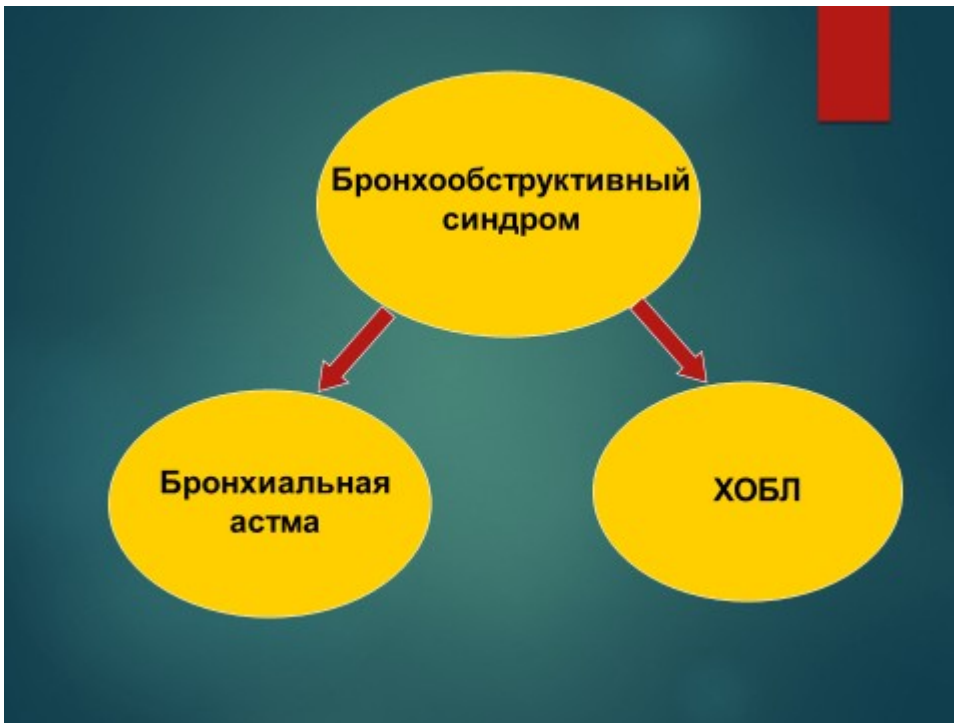 Бронхообструктивный
синдром
Бронхиальная
астма
ХОБЛ